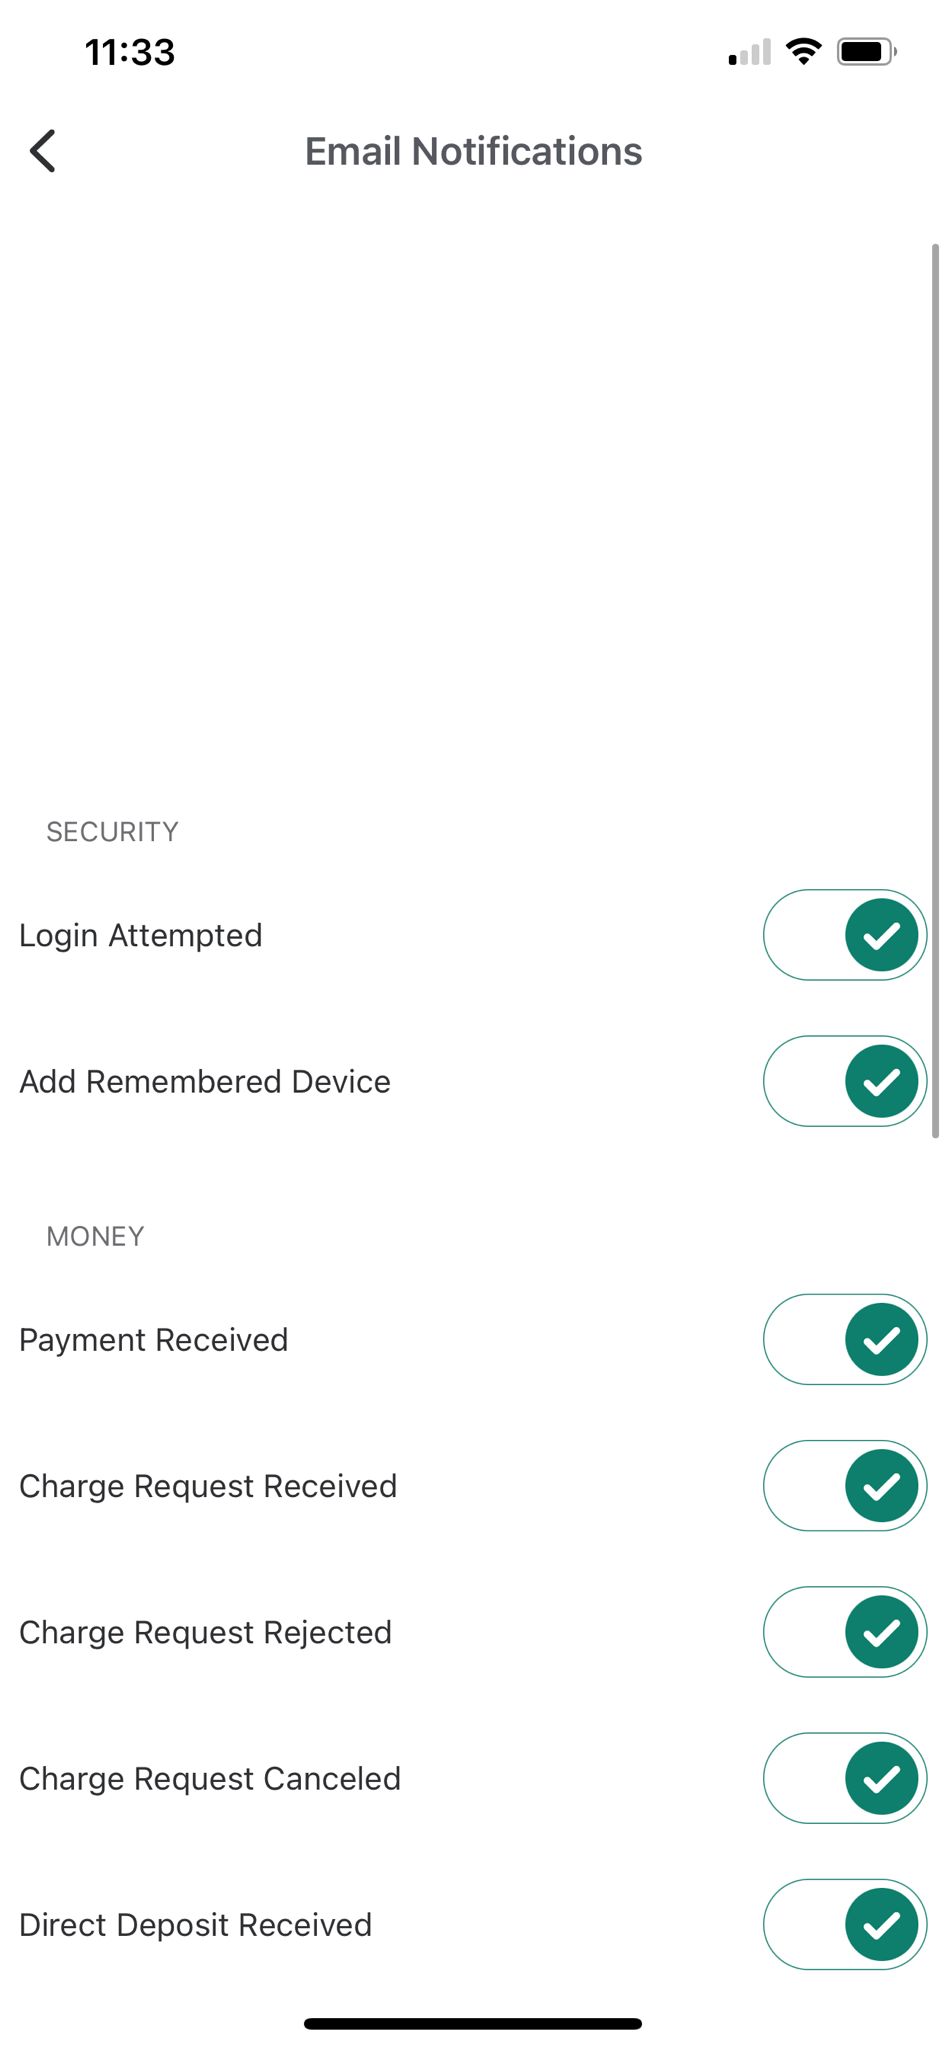 11:33
Email Notifications
SECURITY
Login Attempted
Add Remembered Device
MONEY
Payment Received
Charge Request Received
Charge Request Rejected
Charge Request Canceled
Direct Deposit Received